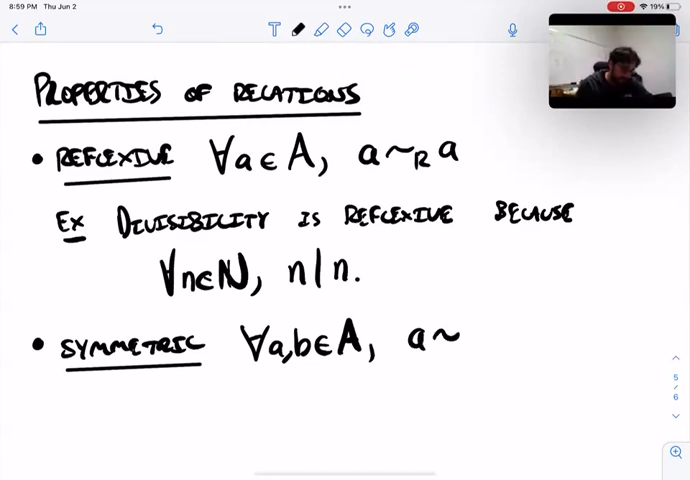 8:59 PM Thu Jun 2
19%
PROPERTIES OF RELATIONS
• REFLEXIVE ∀a∈A, a~ᵣa
EX DIVISIBILITY IS REFLEXIVE BECAUSE
∀n∈ℕ, n|n.
• SYMMETRIC ∀a,b∈A, a~
5
/
6